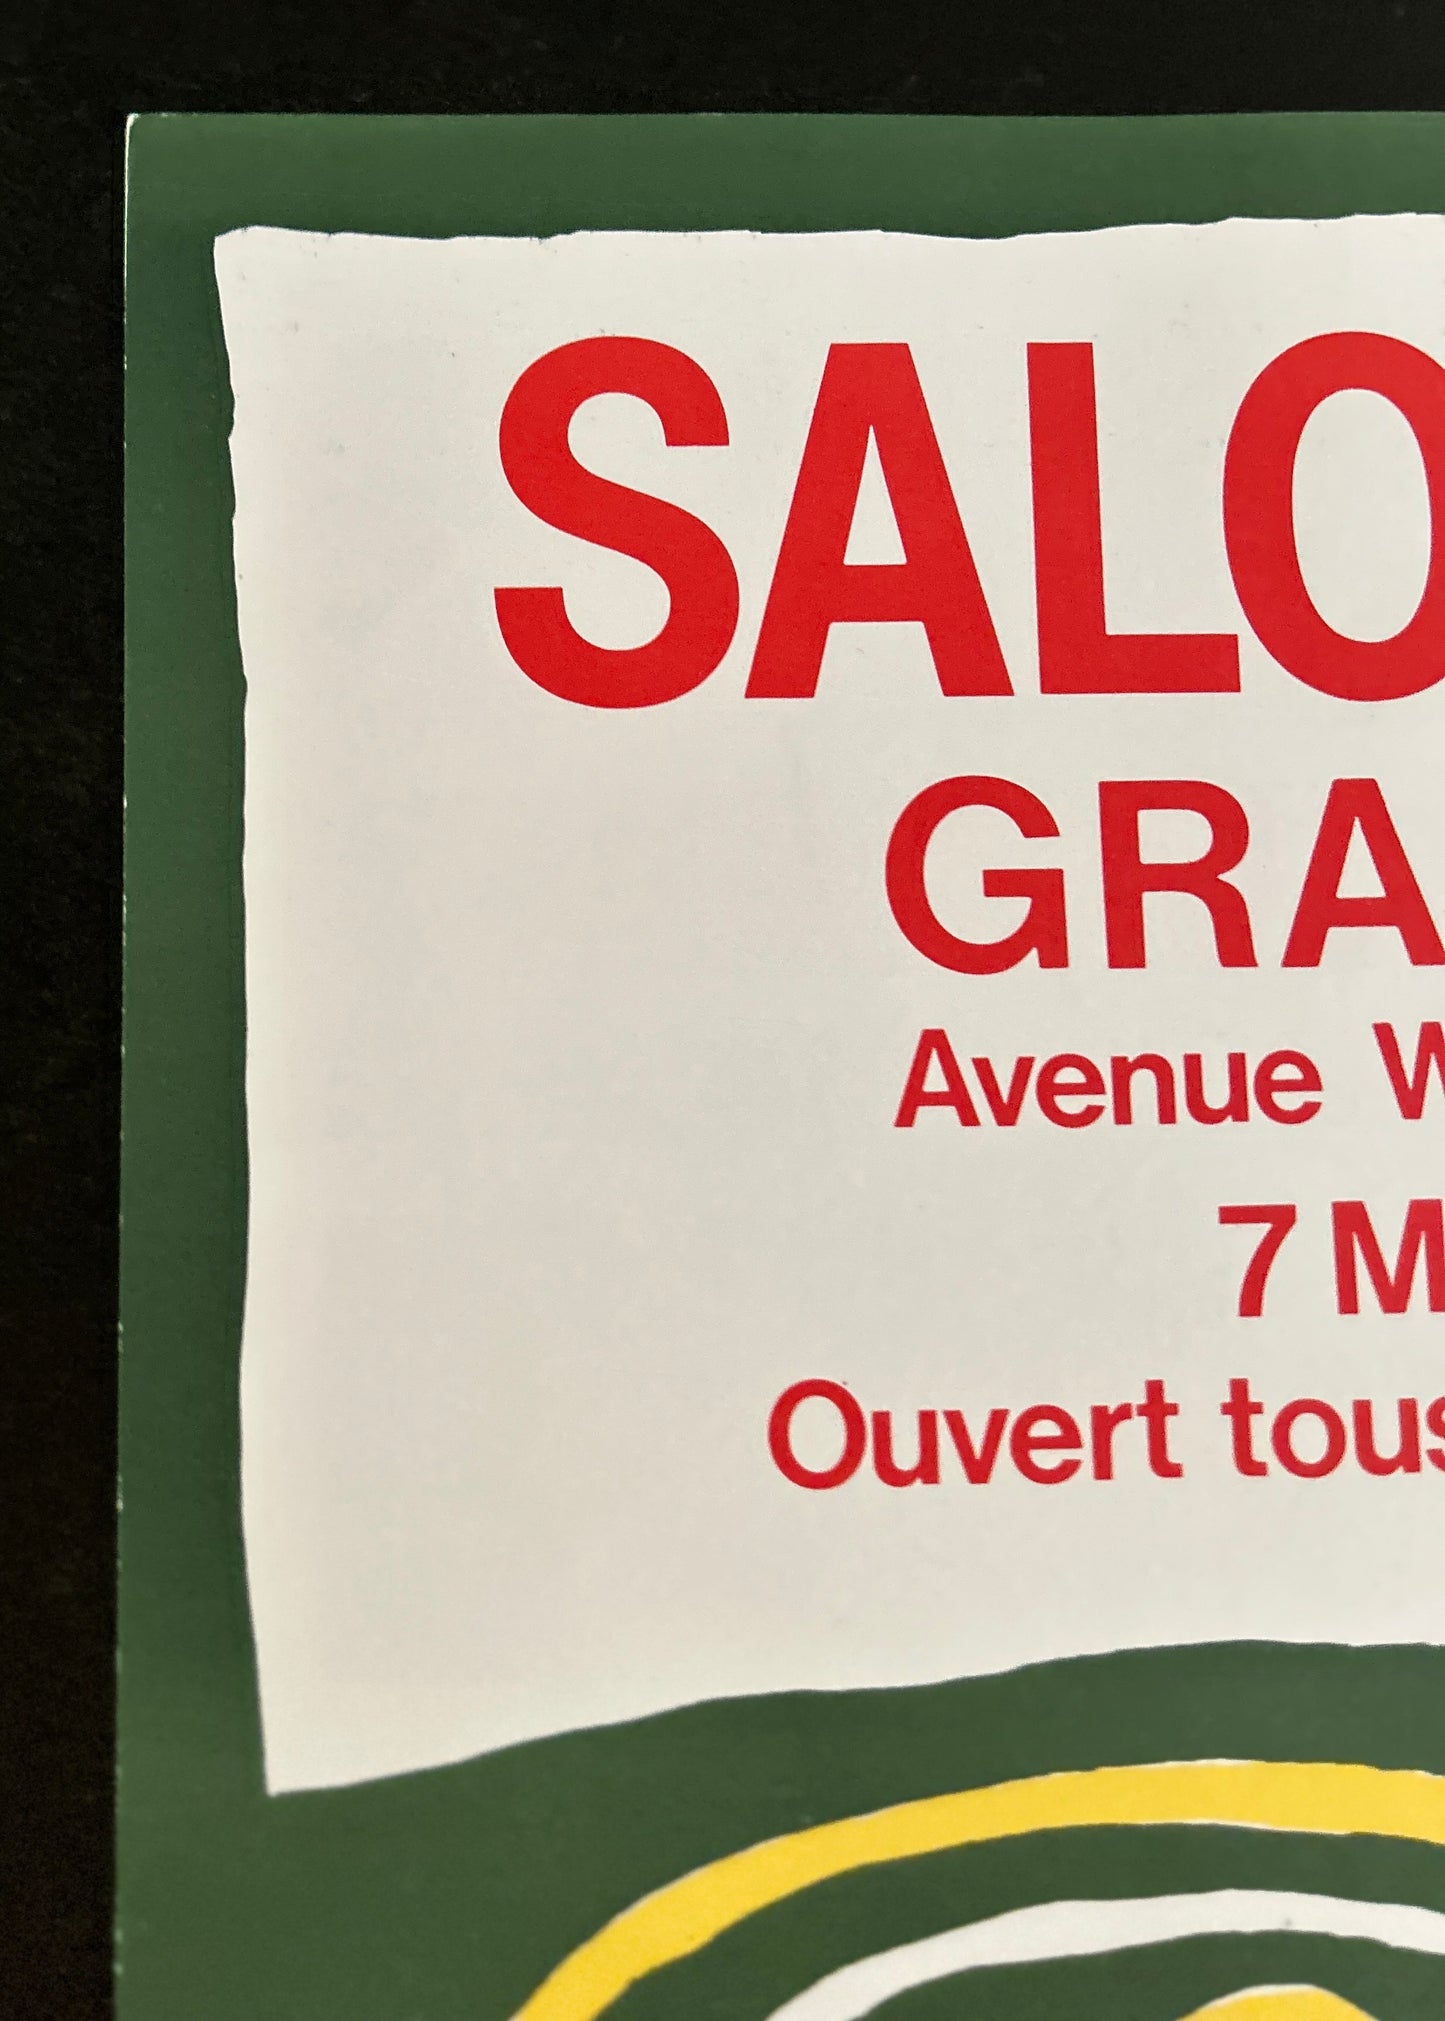 SALO
GRA
Avenue W
7 M
Ouvert tous